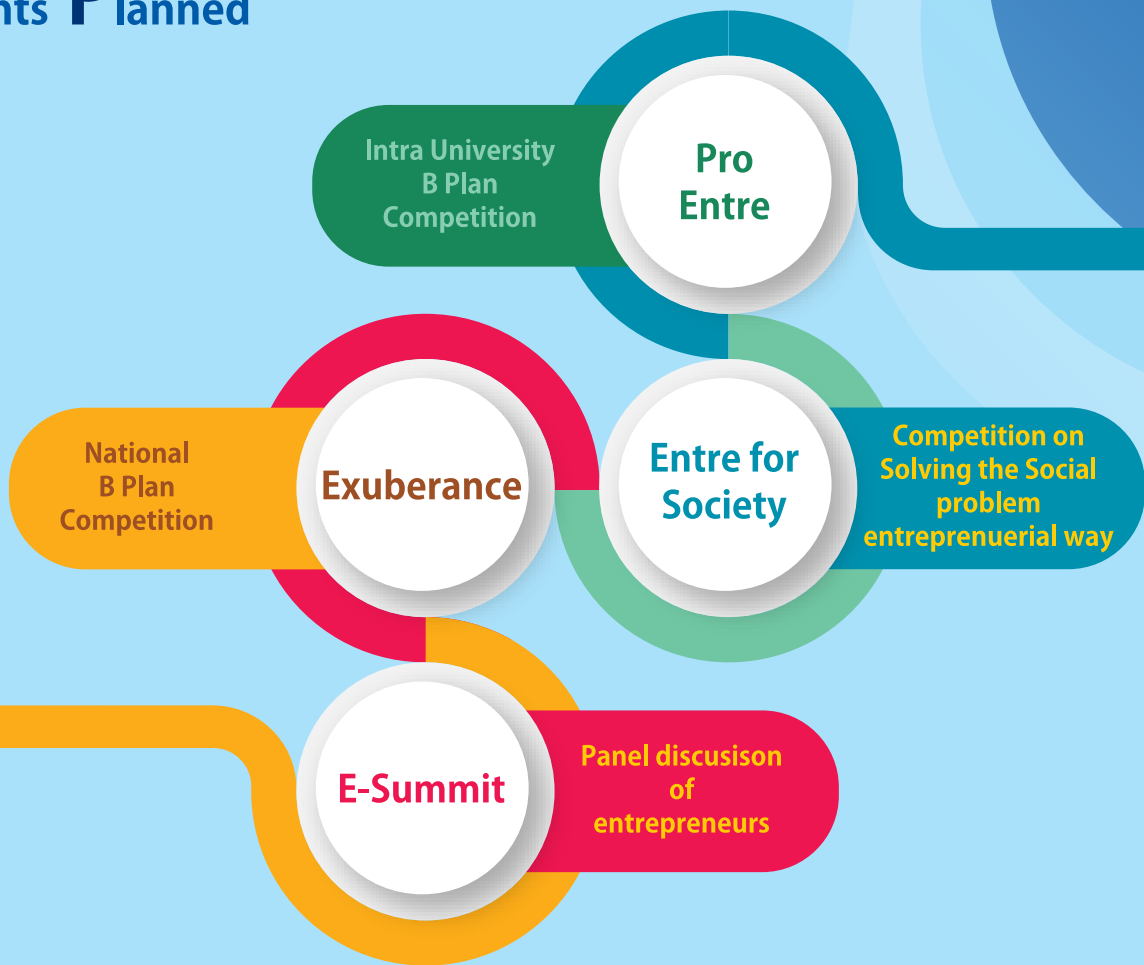 nts Planned
Intra University
B Plan
Competition
Pro
Entre
National
B Plan
Competition
Exuberance
Entre for
Society
Competition on
Solving the Social
problem
entreprenuerial way
E-Summit
Panel discusison
of
entrepreneurs